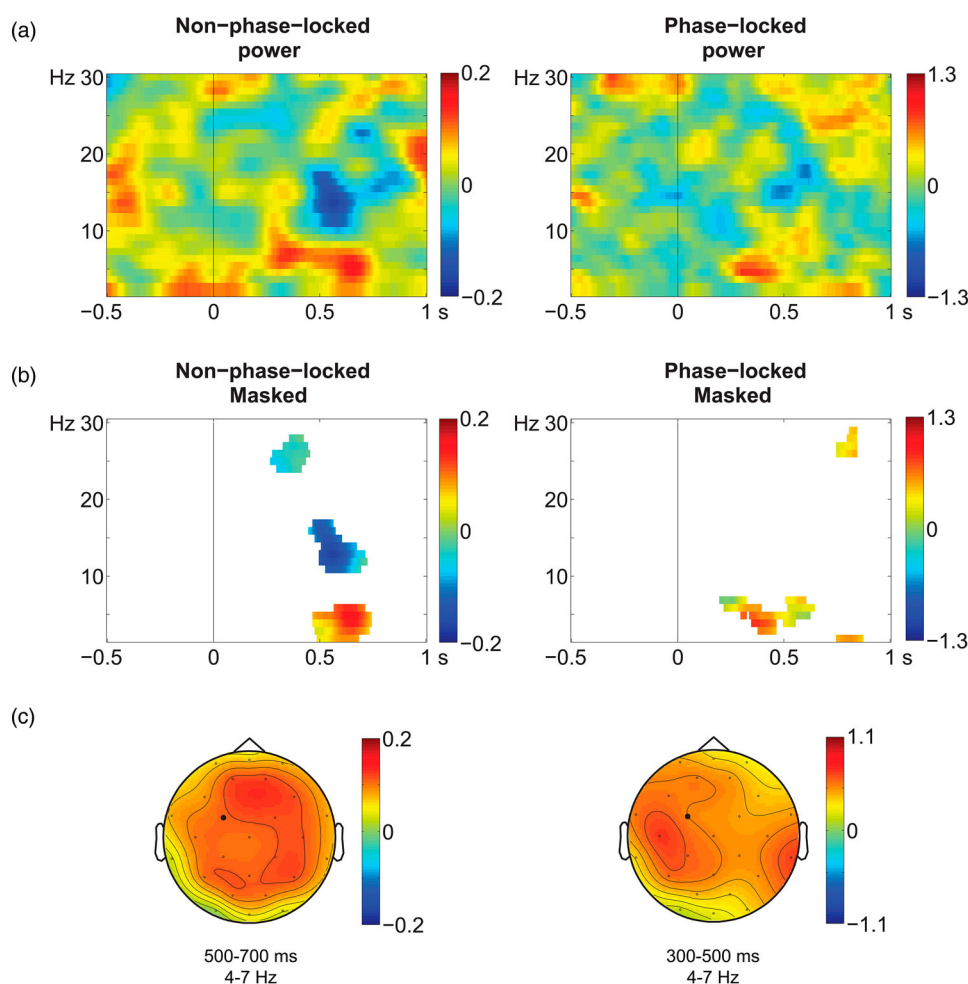 (a)
Non-phase-locked
power
Phase-locked
power
Hz 30
20
10
−0.5 0 0.5 1 s
0.2
0
−0.2
Hz 30
20
10
−0.5 0 0.5 1 s
1.3
0
−1.3
(b)
Non-phase-locked
Masked
Phase-locked
Masked
Hz 30
20
10
−0.5 0 0.5 1 s
0.2
0
−0.2
Hz 30
20
10
−0.5 0 0.5 1 s
1.3
0
−1.3
(c)
0.2
0
−0.2
1.1
0
−1.1
500-700 ms
4-7 Hz
300-500 ms
4-7 Hz